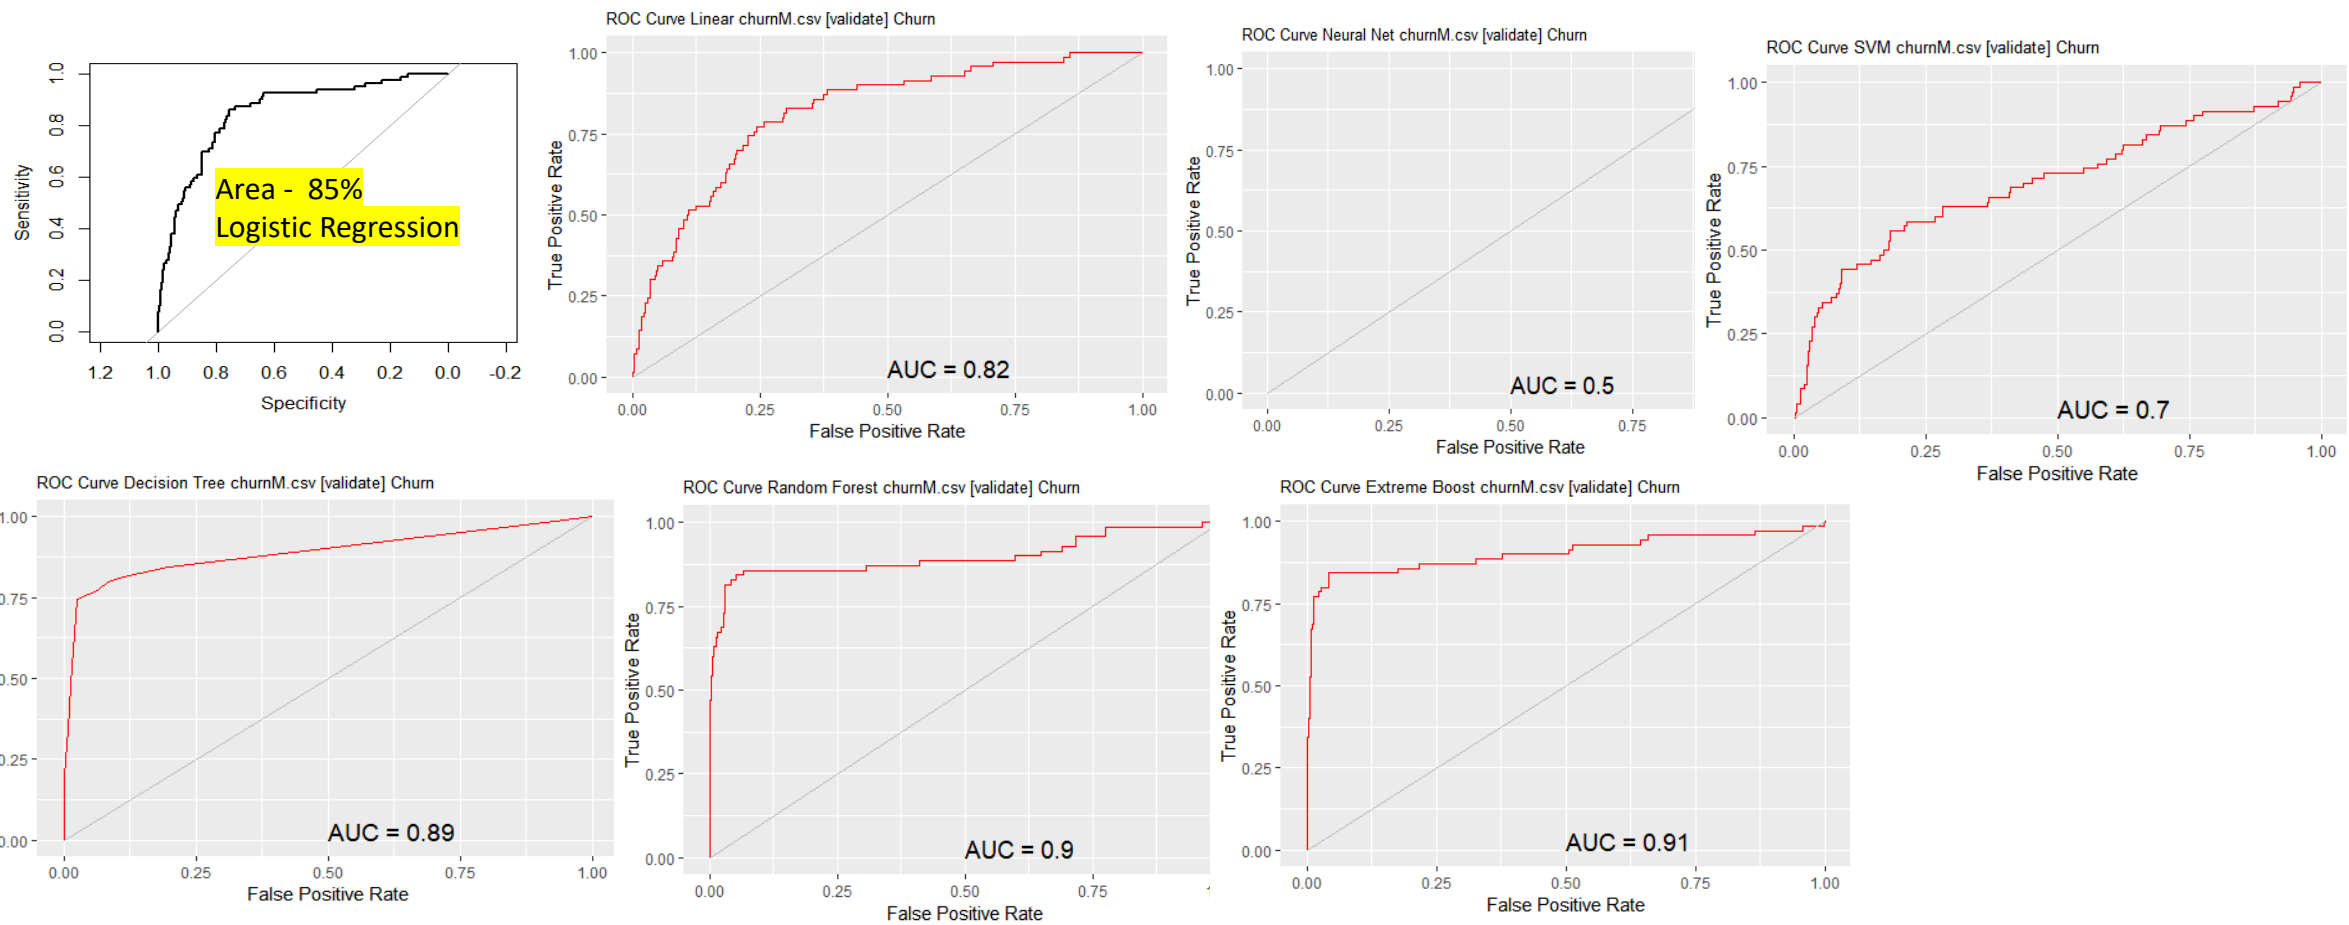 1.0
0.8
0.6
0.4
0.2
0.0
Sensitivity
Area - 85%
Logistic Regression
1.2 1.0 0.8 0.6 0.4 0.2 0.0 -0.2
Specificity
ROC Curve Linear churnM.csv [validate] Churn
1.00
0.75
0.50
0.25
0.00
True Positive Rate
AUC = 0.82
0.00 0.25 0.50 0.75 1.00
False Positive Rate
ROC Curve Neural Net churnM.csv [validate] Churn
1.00
0.75
0.50
0.25
0.00
True Positive Rate
AUC = 0.5
0.00 0.25 0.50 0.75
False Positive Rate
ROC Curve SVM churnM.csv [validate] Churn
1.00
0.75
0.50
0.25
0.00
True Positive Rate
AUC = 0.7
0.00 0.25 0.50 0.75 1.00
False Positive Rate
ROC Curve Decision Tree churnM.csv [validate] Churn
1.00
0.75
0.50
0.25
0.00
AUC = 0.89
0.00 0.25 0.50 0.75 1.00
False Positive Rate
ROC Curve Random Forest churnM.csv [validate] Churn
1.00
0.75
0.50
0.25
0.00
True Positive Rate
AUC = 0.9
0.00 0.25 0.50 0.75
False Positive Rate
ROC Curve Extreme Boost churnM.csv [validate] Churn
1.00
0.75
0.50
0.25
0.00
True Positive Rate
AUC = 0.91
0.00 0.25 0.50 0.75 1.00
False Positive Rate